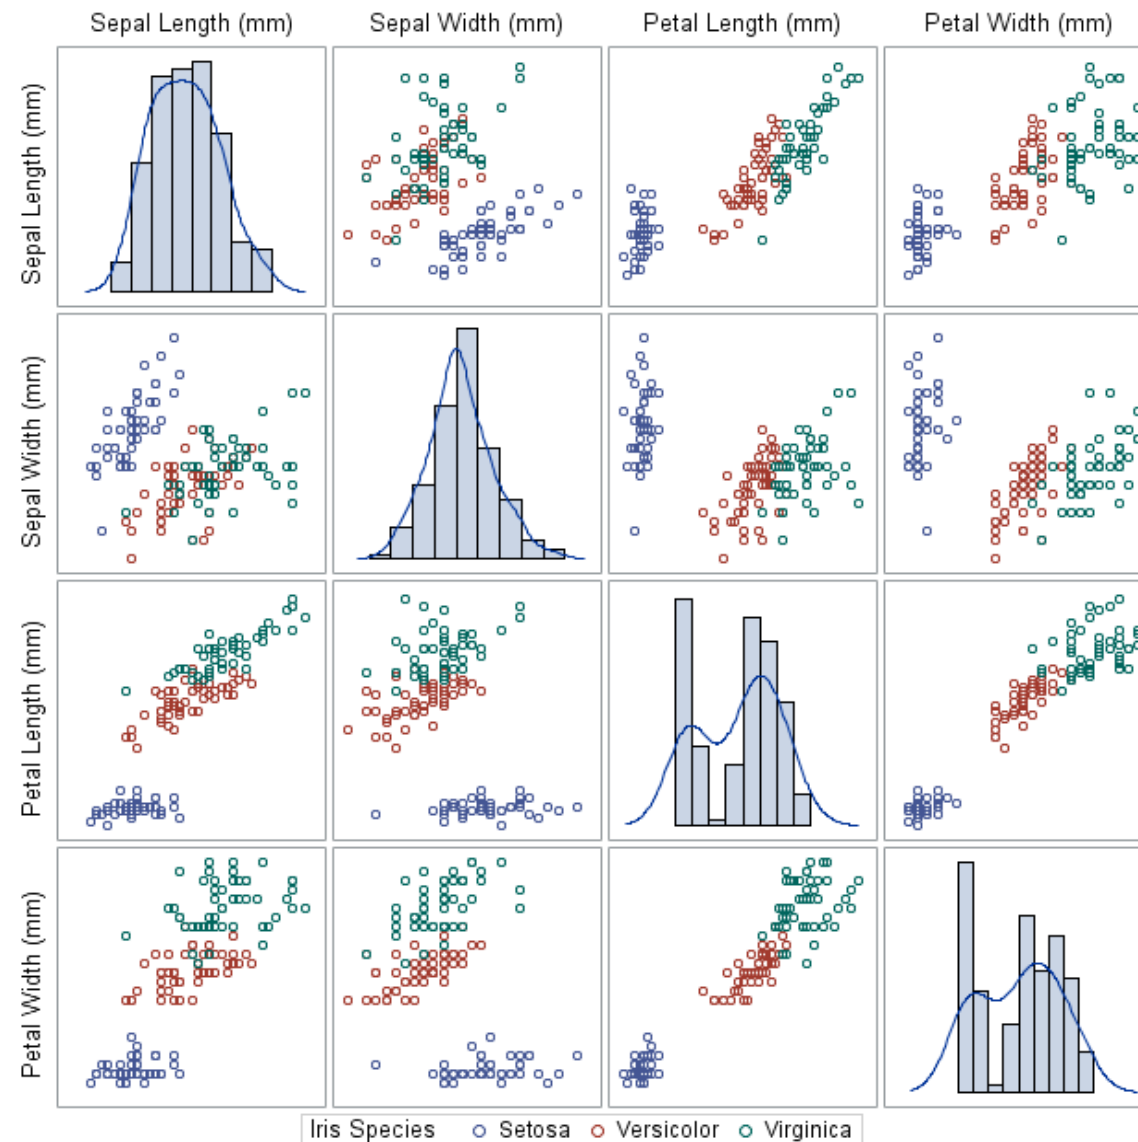 Sepal Length (mm) Sepal Width (mm) Petal Length (mm) Petal Width (mm)
Sepal Length (mm)
Sepal Width (mm)
Petal Length (mm)
Petal Width (mm)
Iris Species Setosa Versicolor Virginica